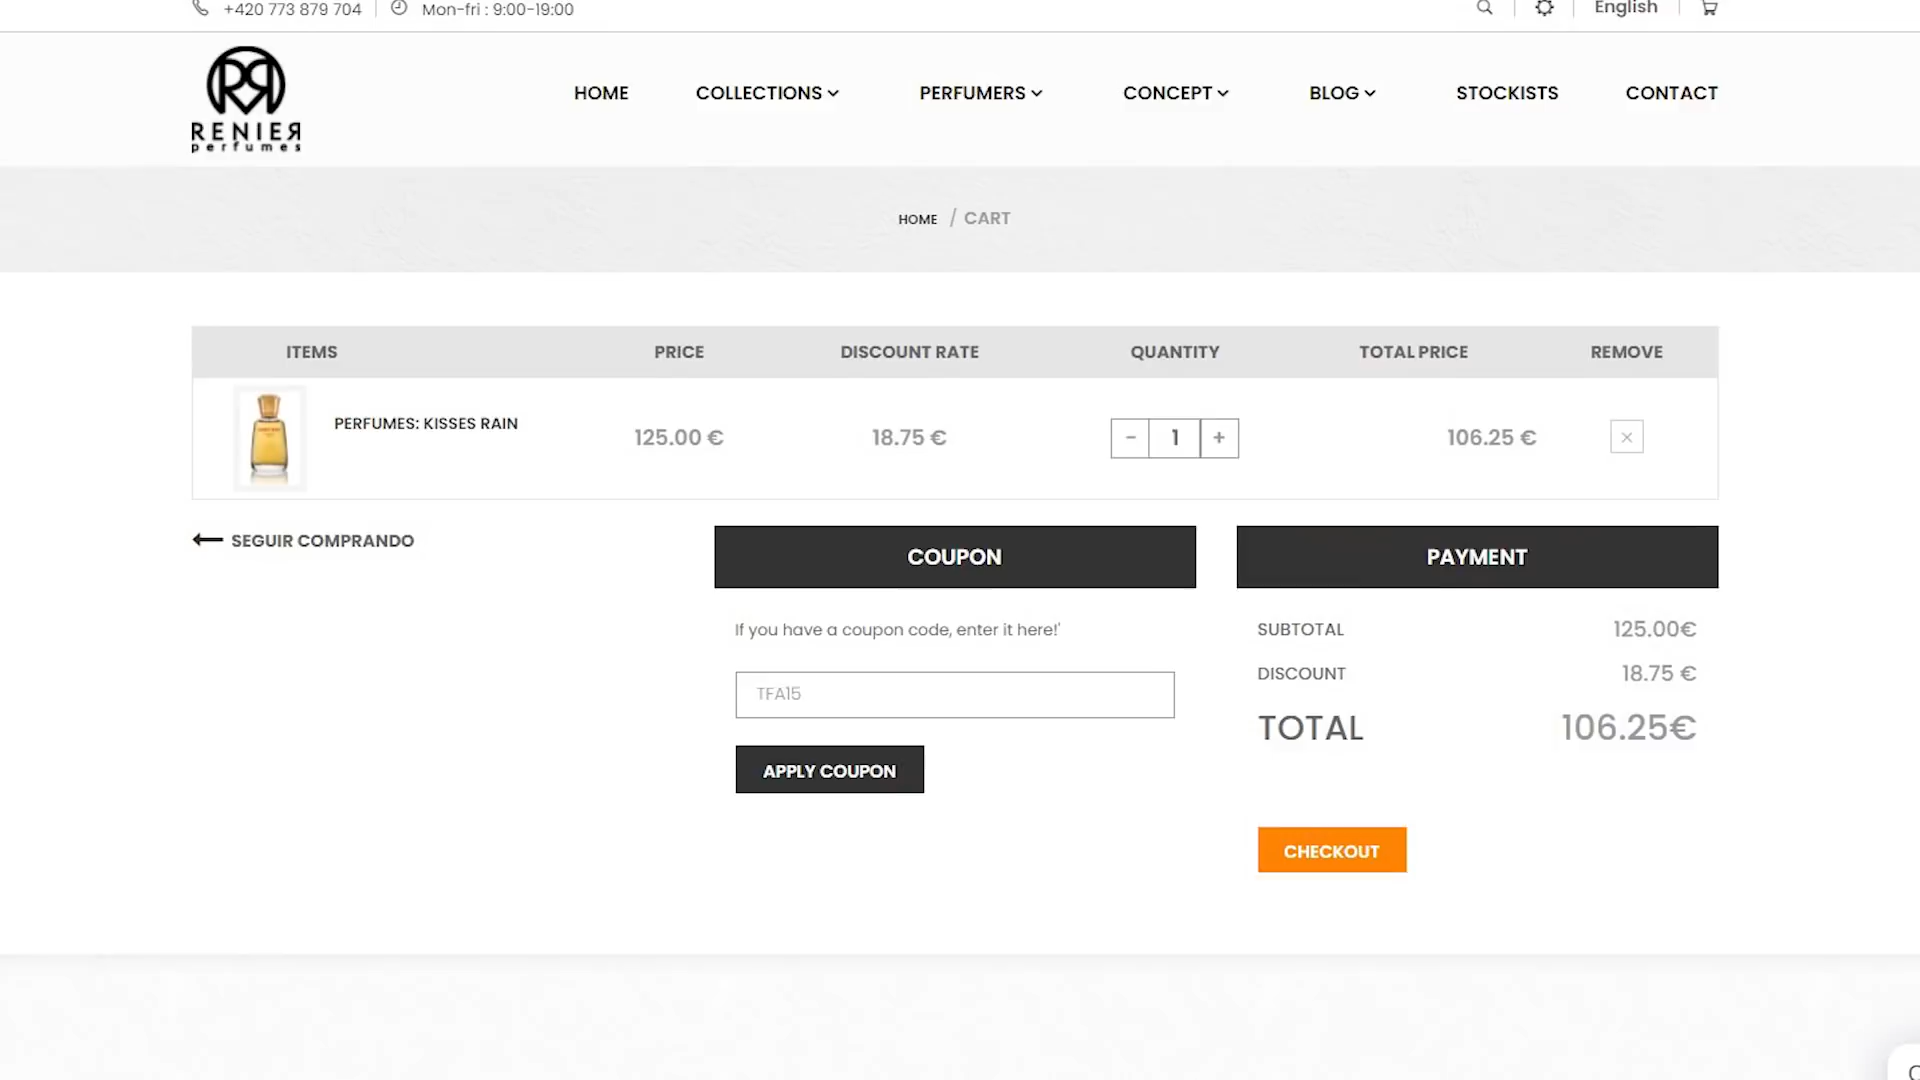 +420 773 879 704
Mon-fri : 9:00-19:00
English
RENIER
perfumes
HOME
COLLECTIONS
PERFUMERS
CONCEPT
BLOG
STOCKISTS
CONTACT
HOME / CART
ITEMS PRICE DISCOUNT RATE QUANTITY TOTAL PRICE REMOVE
PERFUMES: KISSES RAIN
125.00 € 18.75 € - 1 + 106.25 €
SEGUIR COMPRANDO
COUPON
If you have a coupon code, enter it here!'
TFA15
APPLY COUPON
PAYMENT
SUBTOTAL 125.00€
DISCOUNT 18.75 €
TOTAL 106.25€
CHECKOUT